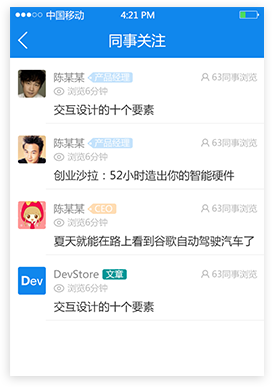 中国移动 4:21 PM
同事关注
陈某某 产品经理 63同事浏览
浏览6分钟
交互设计的十个要素
陈某某 产品经理 63同事浏览
浏览6分钟
创业沙拉：52小时造出你的智能硬件
陈某某 CEO 63同事浏览
浏览6分钟
夏天就能在路上看到谷歌自动驾驶汽车了
Dev DevStore 文章 63同事浏览
浏览6分钟
交互设计的十个要素